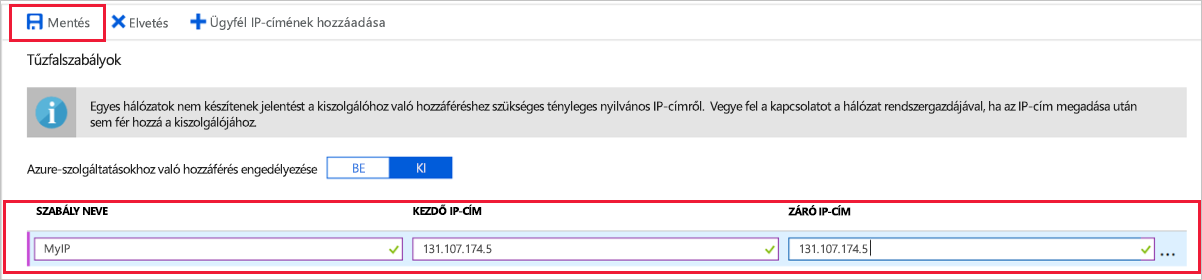 Mentés Elvetés Ügyfél IP-címének hozzáadása
Tűzfalszabályok
Egyes hálózatok nem készítenek jelentést a kiszolgálóhoz való hozzáféréshez szükséges tényleges nyilvános IP-címről. Vegye fel a kapcsolatot a hálózat rendszergazdájával, ha az IP-cím megadása után
sem fér hozzá a kiszolgálójához.
Azure-szolgáltatásokhoz való hozzáférés engedélyezése BE KI
SZABÁLY NEVE KEZDŐ IP-CÍM ZÁRÓ IP-CÍM
MyIP 131.107.174.5 131.107.174.5 ...